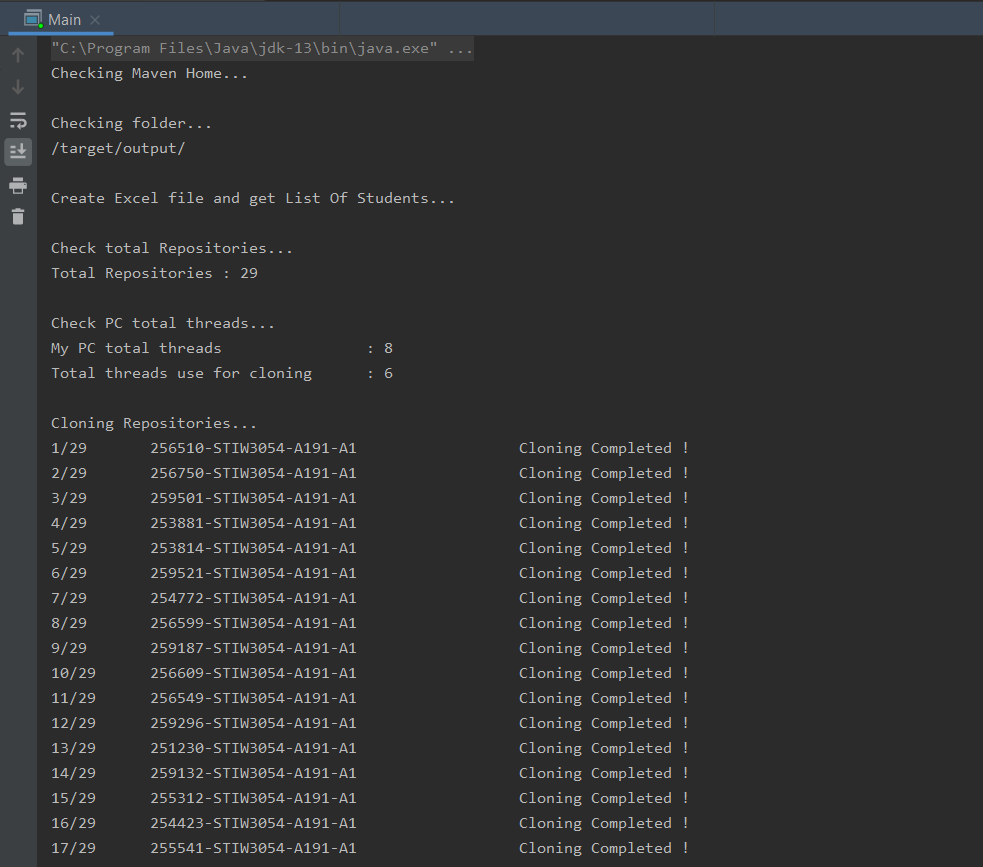 Main
"C:\Program Files\Java\jdk-13\bin\java.exe" ...
Checking Maven Home...
Checking folder...
/target/output/
Create Excel file and get List Of Students...
Check total Repositories...
Total Repositories : 29
Check PC total threads...
My PC total threads : 8
Total threads use for cloning : 6
Cloning Repositories...
1/29 256510-STIW3054-A191-A1 Cloning Completed !
2/29 256750-STIW3054-A191-A1 Cloning Completed !
3/29 259501-STIW3054-A191-A1 Cloning Completed !
4/29 253881-STIW3054-A191-A1 Cloning Completed !
5/29 253814-STIW3054-A191-A1 Cloning Completed !
6/29 259521-STIW3054-A191-A1 Cloning Completed !
7/29 254772-STIW3054-A191-A1 Cloning Completed !
8/29 256599-STIW3054-A191-A1 Cloning Completed !
9/29 259187-STIW3054-A191-A1 Cloning Completed !
10/29 256609-STIW3054-A191-A1 Cloning Completed !
11/29 256549-STIW3054-A191-A1 Cloning Completed !
12/29 259296-STIW3054-A191-A1 Cloning Completed !
13/29 251230-STIW3054-A191-A1 Cloning Completed !
14/29 259132-STIW3054-A191-A1 Cloning Completed !
15/29 255312-STIW3054-A191-A1 Cloning Completed !
16/29 254423-STIW3054-A191-A1 Cloning Completed !
17/29 255541-STIW3054-A191-A1 Cloning Completed !